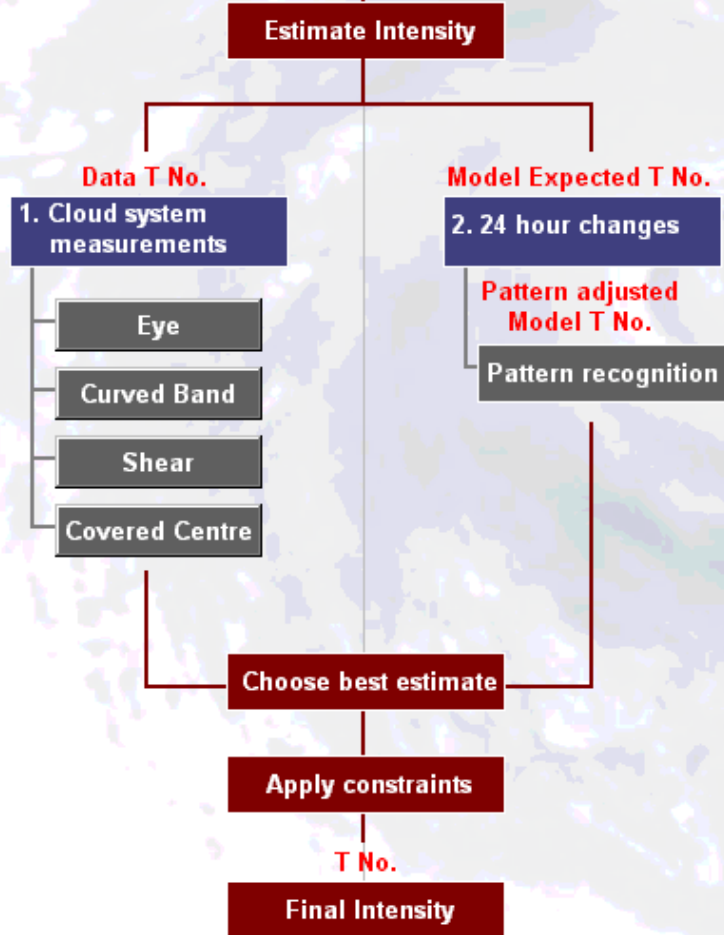 Estimate Intensity
Data T No.
1. Cloud system
measurements
Eye
Curved Band
Shear
Covered Centre
Model Expected T No.
2. 24 hour changes
Pattern adjusted
Model T No.
Pattern recognition
Choose best estimate
Apply constraints
T No.
Final Intensity